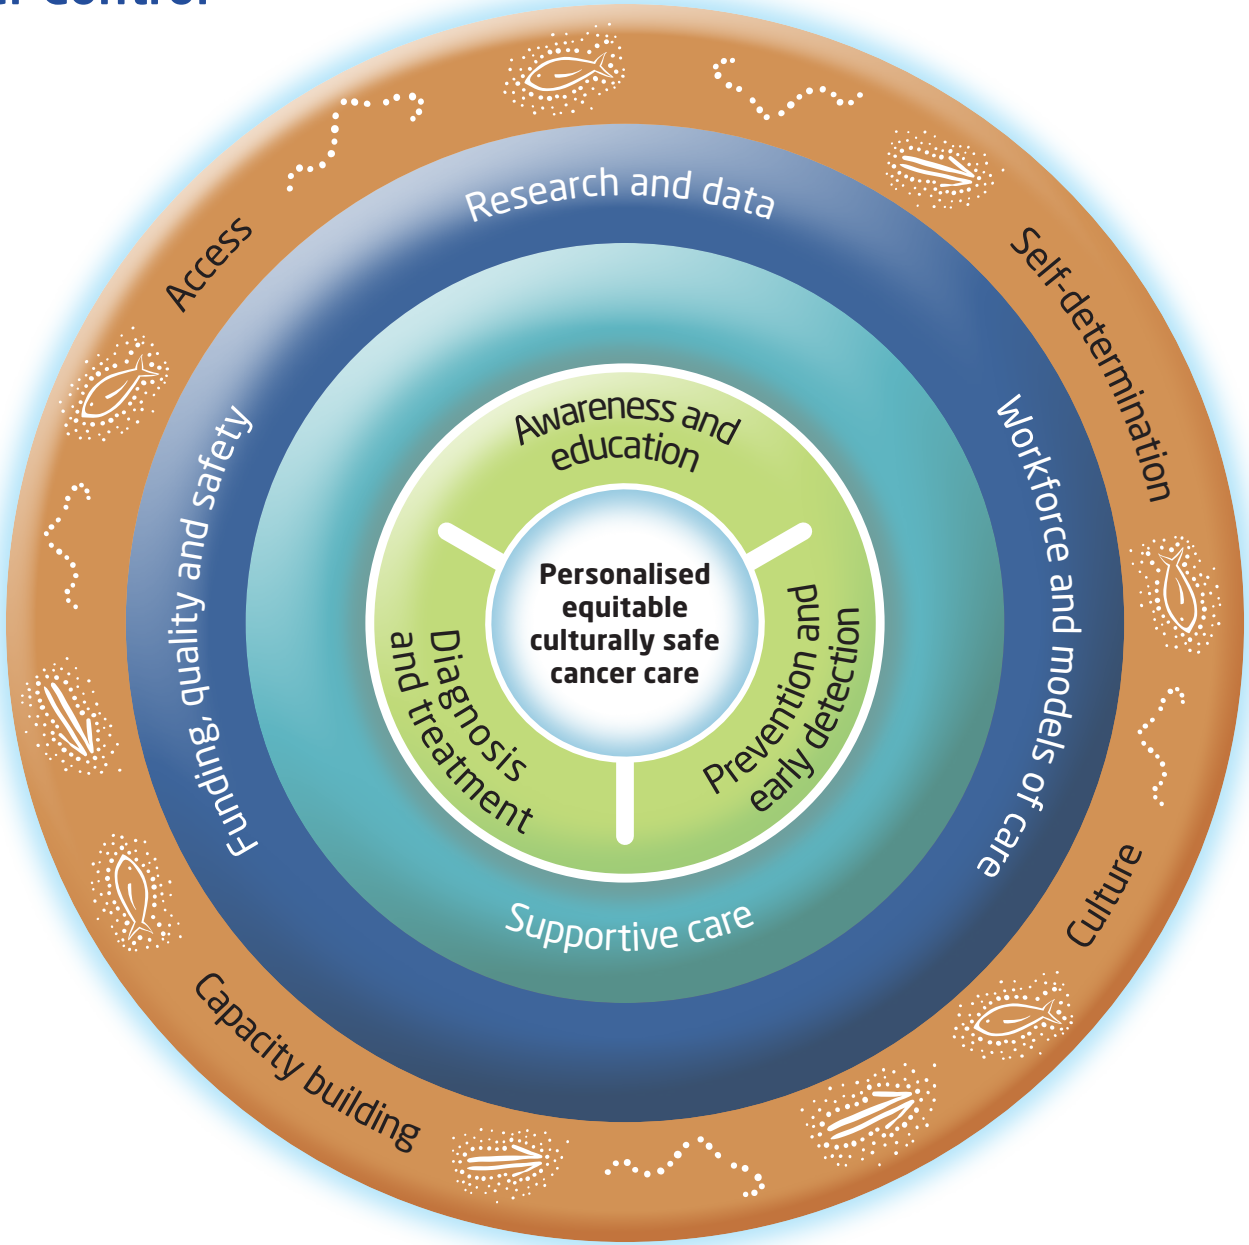 control
Research and data
Access
Self-determination
Awareness and
education
Funding, quality and safety
Workforce and models of care
Personalised
equitable
culturally safe
cancer care
Diagnosis
and treatment
Prevention and
early detection
Supportive care
Culture
Capacity building